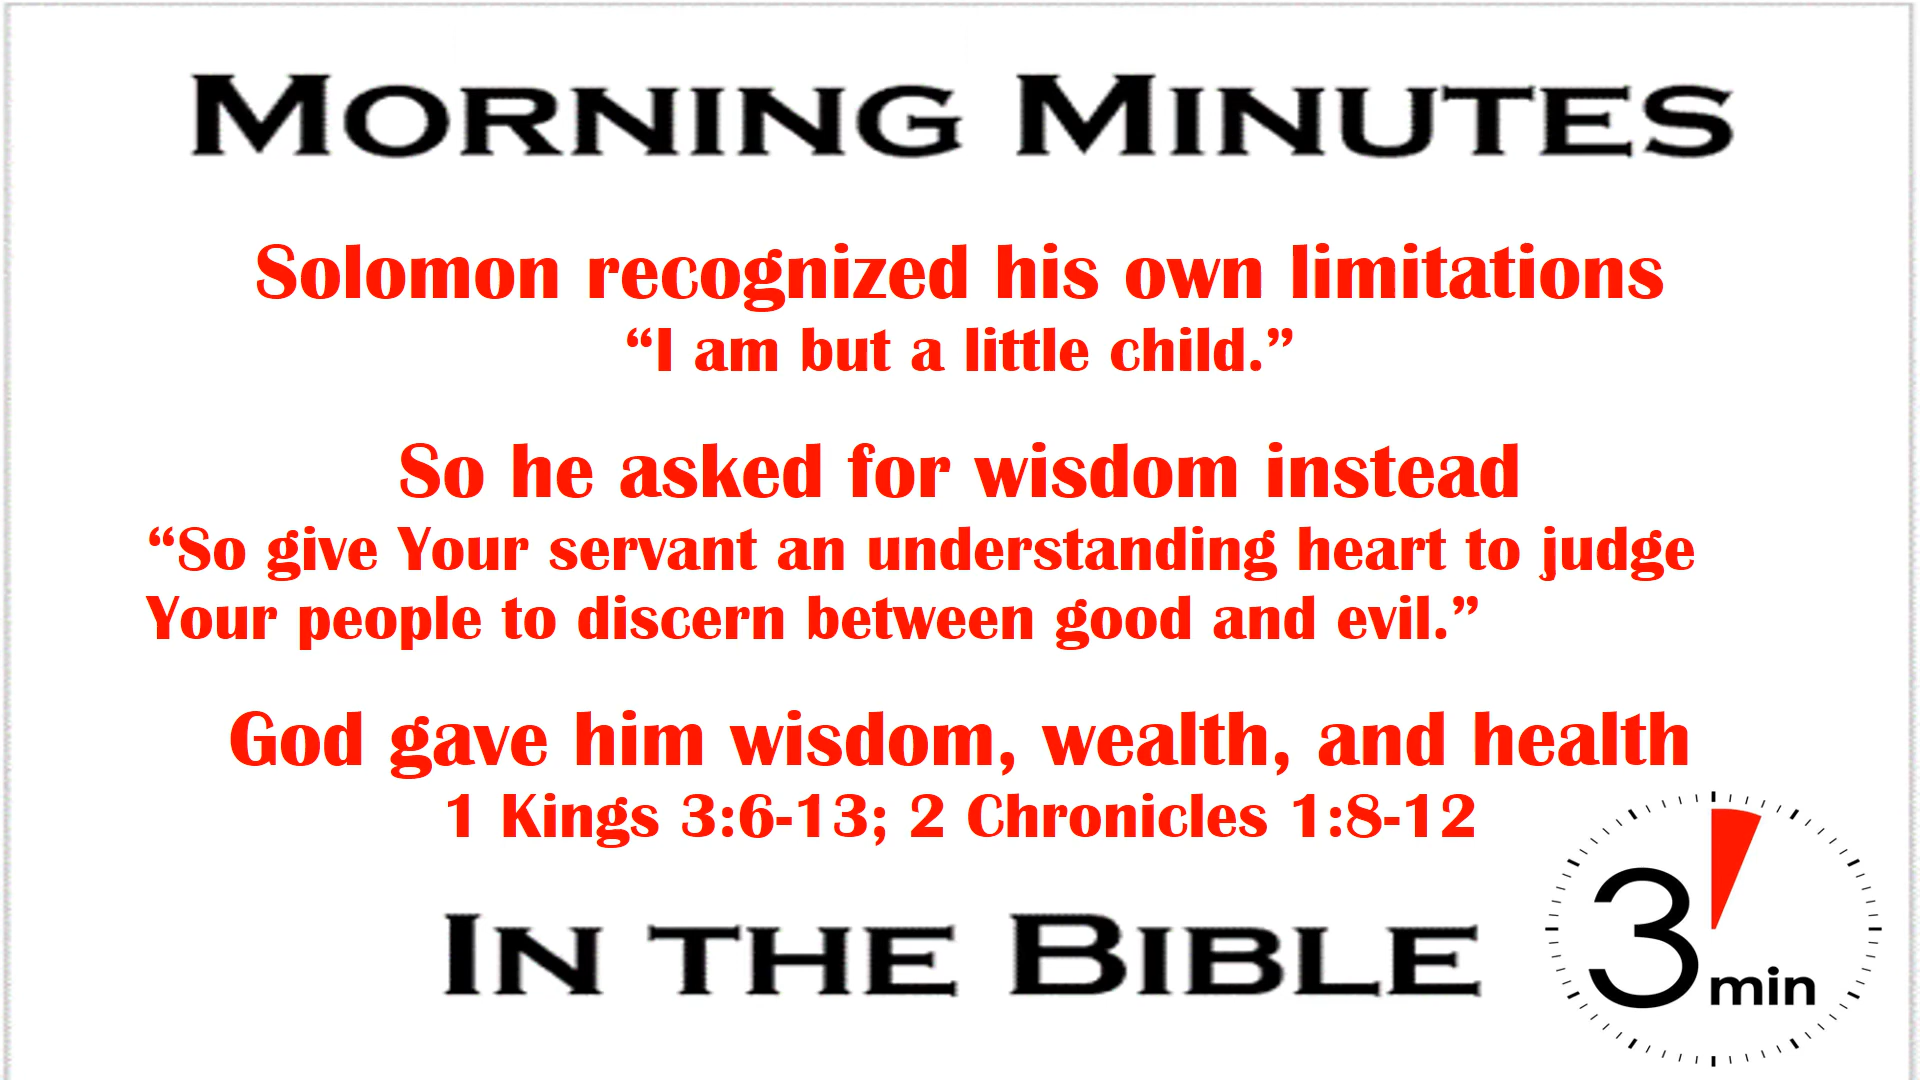 MORNING MINUTES
Solomon recognized his own limitations
“I am but a little child.”
So he asked for wisdom instead
“So give Your servant an understanding heart to judge
Your people to discern between good and evil.”
God gave him wisdom, wealth, and health
1 Kings 3:6-13; 2 Chronicles 1:8-12
IN THE BIBLE
3 min